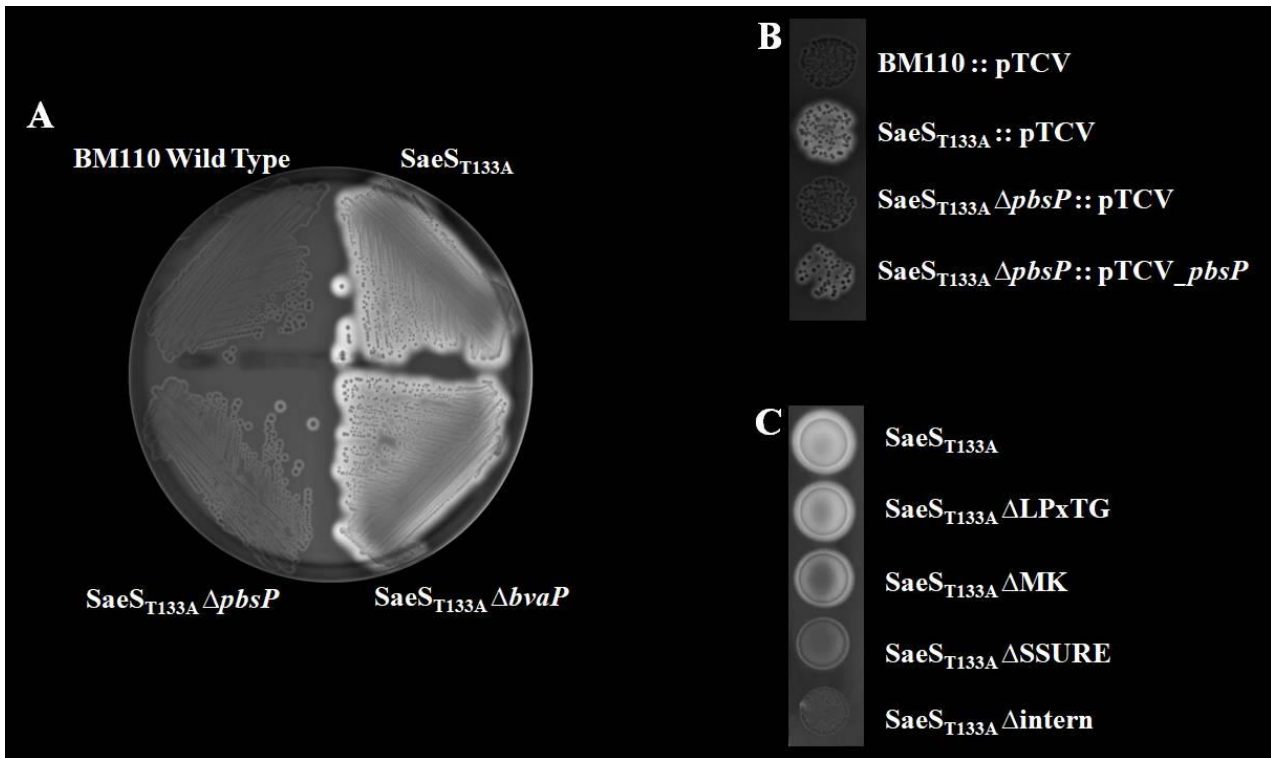 A
BM110 Wild Type
SaeST133A
SaeST133A ΔpbsP
SaeST133A ΔbvaP
B
BM110 :: pTCV
SaeST133A :: pTCV
SaeST133A ΔpbsP :: pTCV
SaeST133A ΔpbsP :: pTCV_pbsP
C
SaeST133A
SaeST133A ΔLPxTG
SaeST133A ΔMK
SaeST133A ΔSSURE
SaeST133A Δintern